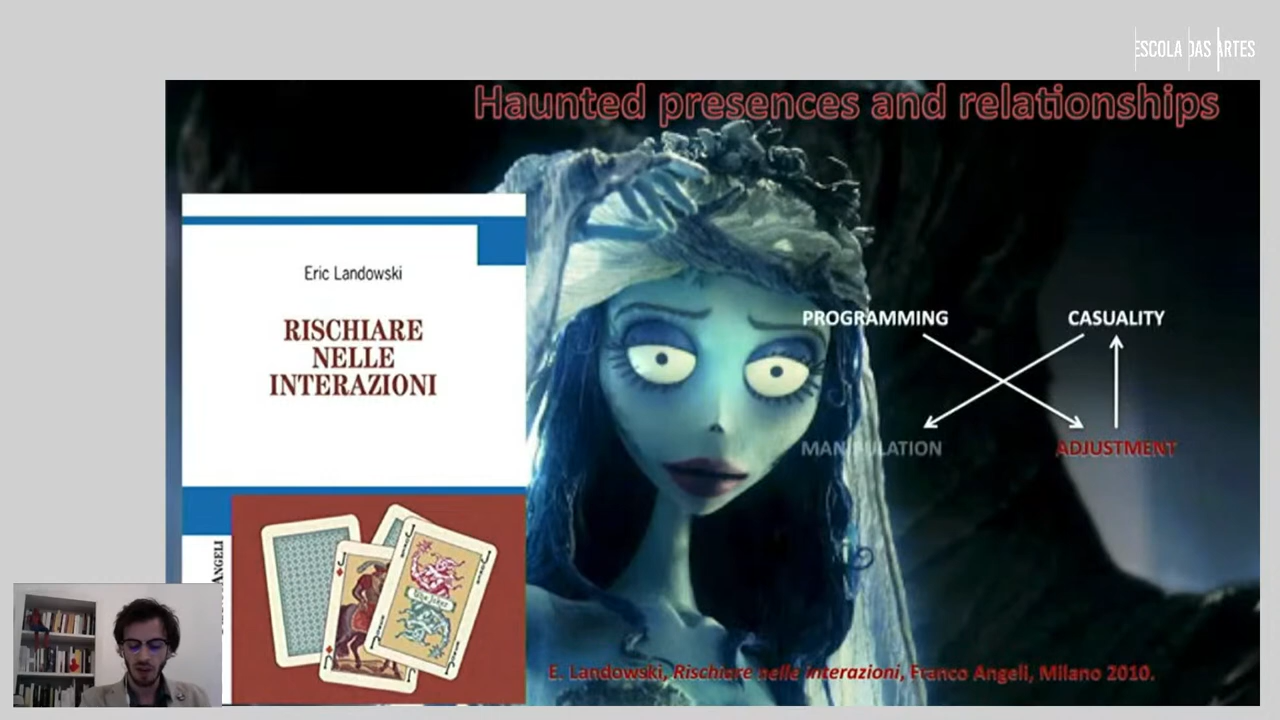 ESCOLA DAS ARTES
Haunted presences and relationships
Eric Landowski
RISCHIARE
NELLE
INTERAZIONI
PROGRAMMING
CASUALITY
MANIPULATION
ADJUSTMENT
ANGELI
J
J
E. Landowski, Rischiare nelle interazioni, Franco Angeli, Milano 2010.